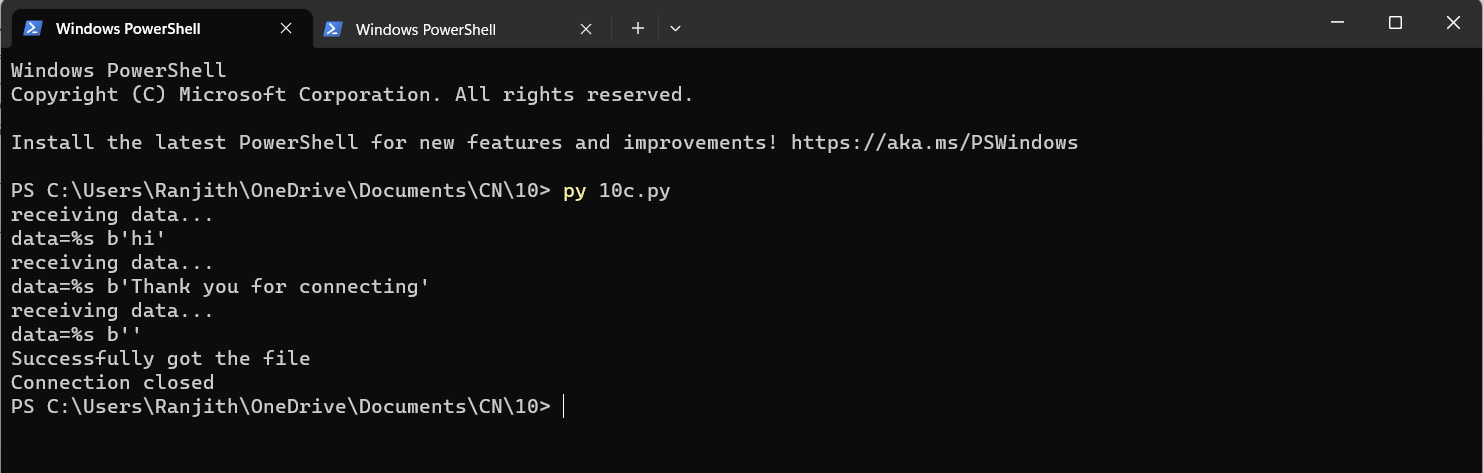 Windows PowerShell
Windows PowerShell
Windows PowerShell
Copyright (C) Microsoft Corporation. All rights reserved.
Install the latest PowerShell for new features and improvements! https://aka.ms/PSWindows
PS C:\Users\Ranjith\OneDrive\Documents\CN\10> py 10c.py
receiving data...
data=%s b'hi'
receiving data...
data=%s b'Thank you for connecting'
receiving data...
data=%s b''
Successfully got the file
Connection closed
PS C:\Users\Ranjith\OneDrive\Documents\CN\10>